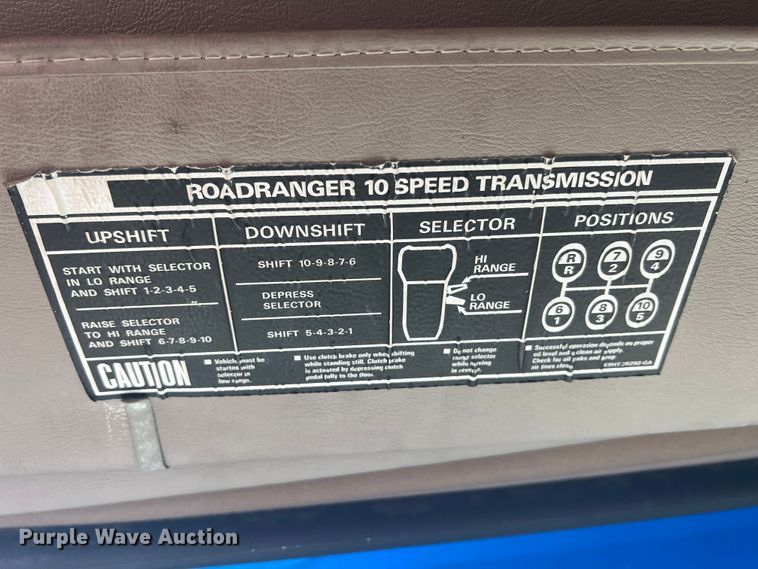 ROADRANGER 10 SPEED TRANSMISSION
UPSHIFT
START WITH SELECTOR
IN LO RANGE
AND SHIFT 1-2-3-4-5
RAISE SELECTOR
TO HI RANGE
AND SHIFT 6-7-8-9-10
DOWNSHIFT
SHIFT 10-9-8-7-6
DEPRESS
SELECTOR
SHIFT 5-4-3-2-1
SELECTOR
HI
RANGE
LO
RANGE
POSITIONS
R 7 9
R 2 4
6 8 10
1 3 5
CAUTION
Vehicle must be
started with
selector in
low range.
Use clutch brake only when shifting
while standing still. Clutch brake
is actuated by depressing clutch
pedal fully to the floor.
Do not change
range selector
while moving
in reverse.
Successful operation depends on proper
oil level and a clean air supply.
Check for oil leaks and keep
air lines clean.
Purple Wave Auction